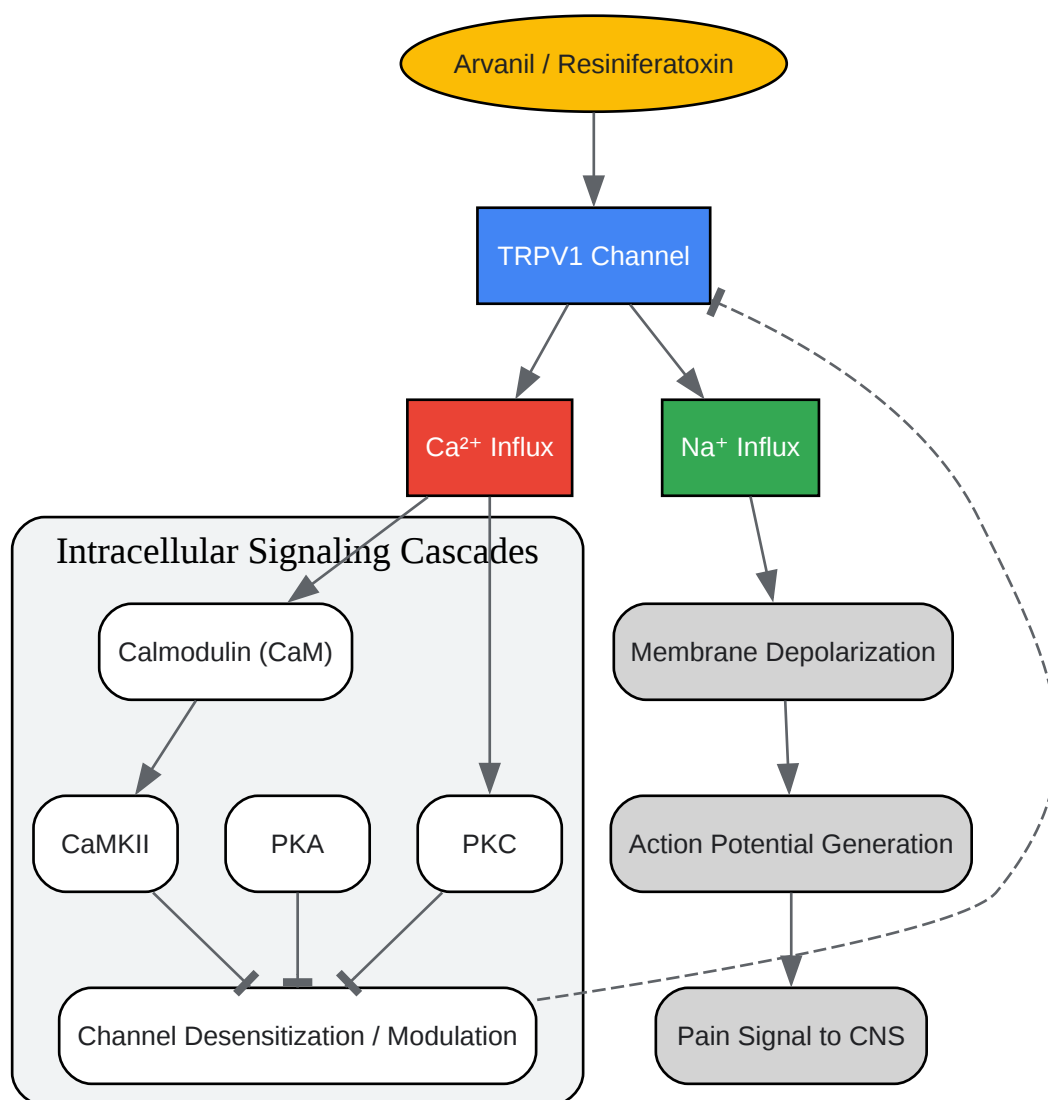 Arvanil / Resiniferatoxin
TRPV1 Channel
Ca²⁺ Influx
Na⁺ Influx
Intracellular Signaling Cascades
Calmodulin (CaM)
Membrane Depolarization
CaMKII
PKA
PKC
Action Potential Generation
Channel Desensitization / Modulation
Pain Signal to CNS